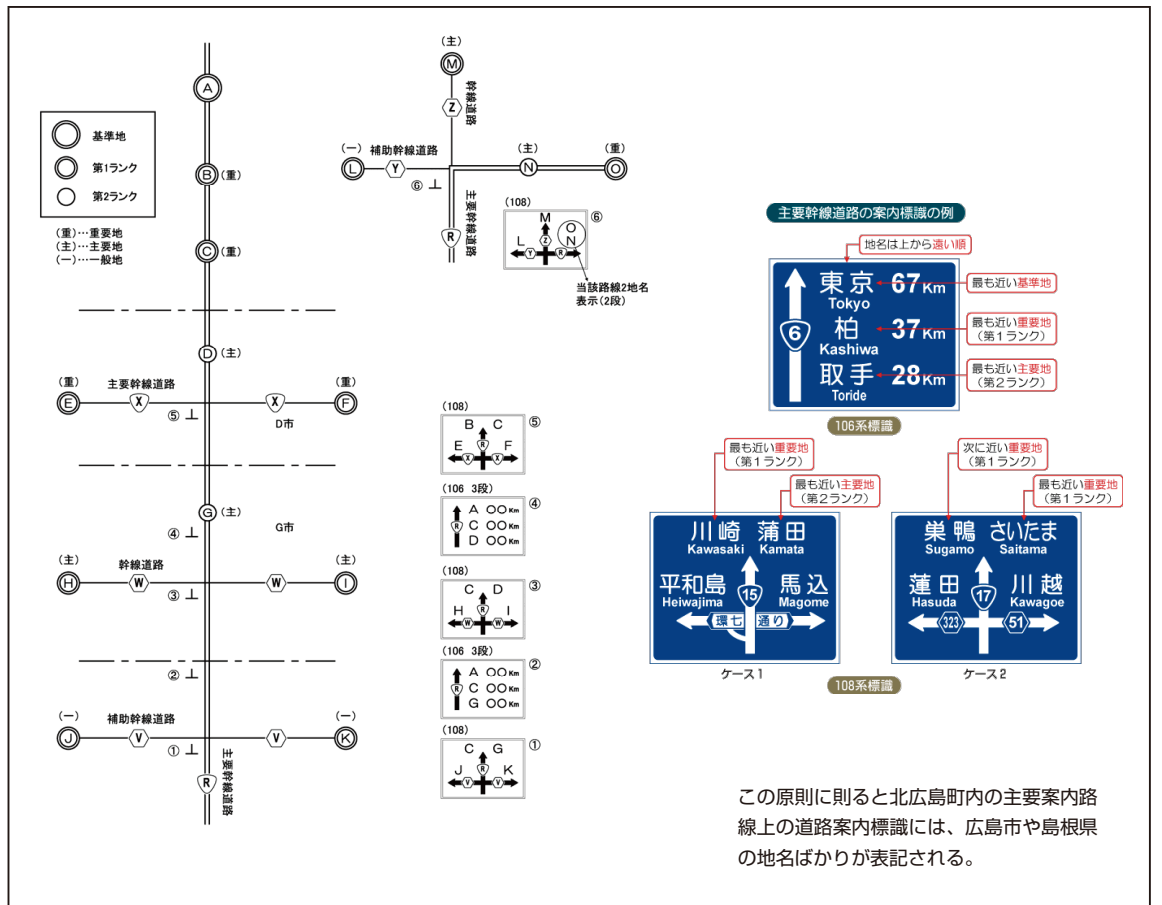 A
基準地
第1ランク
第2ランク
(重)…重要地
(主)…主要地
(一)…一般地
B (重)
C (重)
D (主)
(重) 主要幹線道路 (重)
E X X F
⑤ D市
G (主)
G市
④
(主) 幹線道路 (主)
H W W I
③
②
(一) 補助幹線道路 (一)
J V V K
①
R 主要幹線道路
(主)
M
Z 幹線道路
(一) 補助幹線道路 (主) (重)
L Y N O
⑥
R 主要幹線道路
(108) ⑥
M O
Z N
L
Y R
当該路線2地名
表示(2段)
(108) ⑤
B C
E R F
X X
(106 3段) ④
A 〇〇Km
R C 〇〇Km
D 〇〇Km
(108) ③
C D
H R I
W W
(106 3段) ②
A 〇〇Km
R C 〇〇Km
G 〇〇Km
(108) ①
C G
J R K
V V
主要幹線道路の案内標識の例
地名は上から遠い順
東京 67Km
Tokyo
最も近い基準地
6
柏 37Km
Kashiwa
最も近い重要地
(第1ランク)
取手 28Km
Toride
最も近い主要地
(第2ランク)
106系標識
最も近い重要地
(第1ランク)
最も近い主要地
(第2ランク)
川崎 蒲田
Kawasaki Kamata
平和島 15 馬込
Heiwajima Magome
環七 通り
ケース1
次に近い重要地
(第1ランク)
最も近い重要地
(第1ランク)
巣鴨 さいたま
Sugamo Saitama
蓮田 17 川越
Hasuda Kawagoe
323 51
ケース2
108系標識
この原則に則ると北広島町内の主要案内路
線上の道路案内標識には、広島市や島根県
の地名ばかりが表記される。